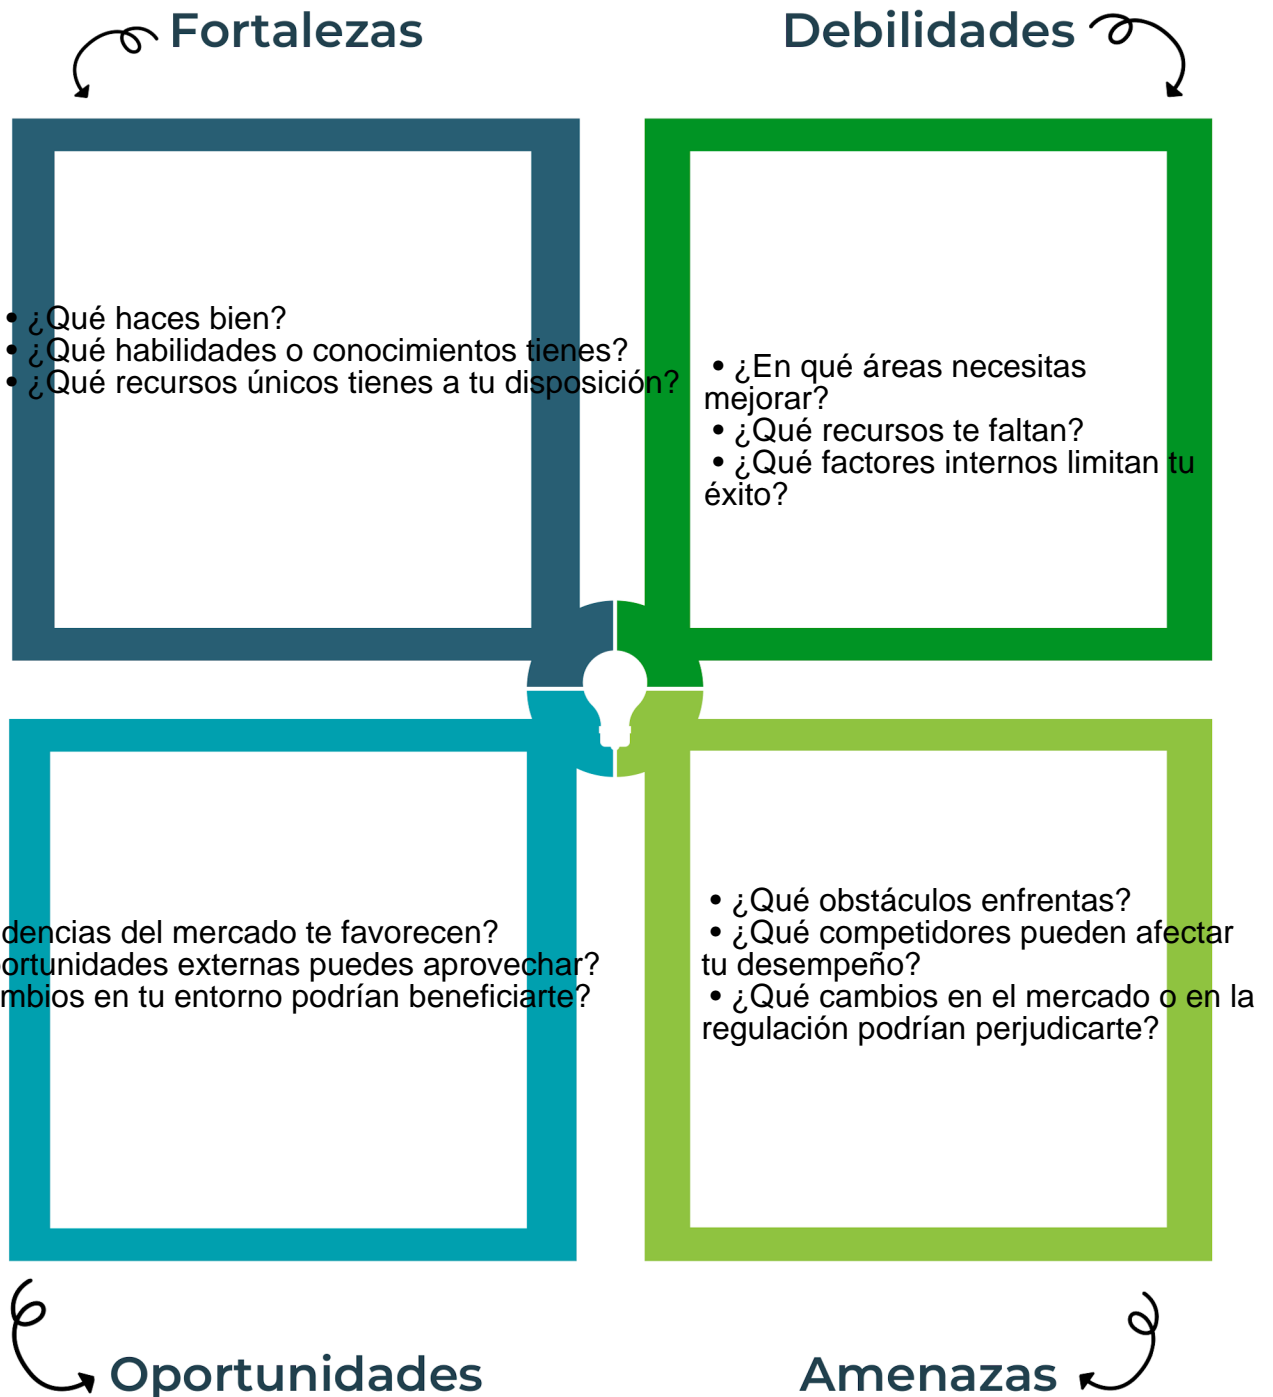 Fortalezas
Debilidades
• ¿Qué haces bien?
• ¿Qué habilidades o conocimientos tienes?
• ¿Qué recursos únicos tienes a tu disposición?
• ¿En qué áreas necesitas
mejorar?
• ¿Qué recursos te faltan?
• ¿Qué factores internos limitan tu
éxito?
del mercado te favorecen?
externas puedes aprovechar?
en tu entorno podrían beneficiarte?
• ¿Qué obstáculos enfrentas?
• ¿Qué competidores pueden afectar
tu desempeño?
• ¿Qué cambios en el mercado o en la
regulación podrían perjudicarte?
Oportunidades
Amenazas